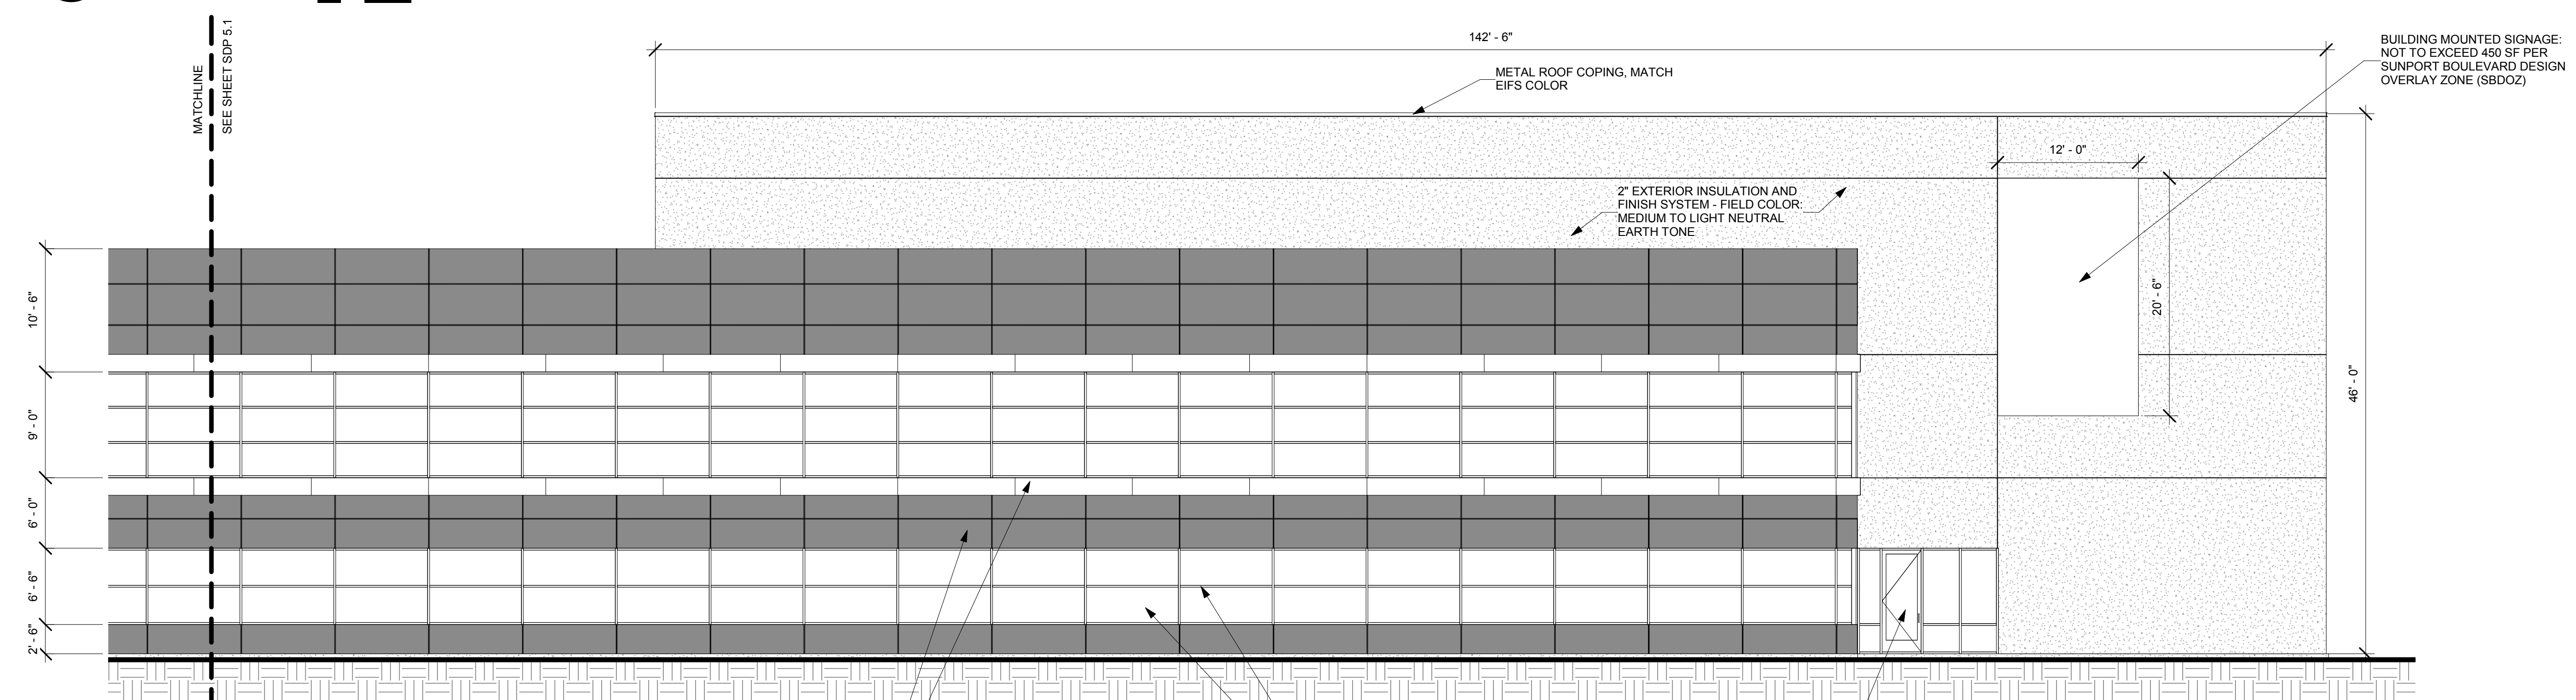 MATCHLINE
SEE SHEET SDP 5.1
142' - 6"
METAL ROOF COPING, MATCH
EIFS COLOR
BUILDING MOUNTED SIGNAGE:
NOT TO EXCEED 450 SF PER
SUNPORT BOULEVARD DESIGN
OVERLAY ZONE (SBDOZ)
12' - 0"
2" EXTERIOR INSULATION AND
FINISH SYSTEM - FIELD COLOR:
MEDIUM TO LIGHT NEUTRAL
EARTH TONE
20' - 6"
46' - 0"
10' - 6"
9' - 0"
6' - 0"
6' - 6"
2' - 6"